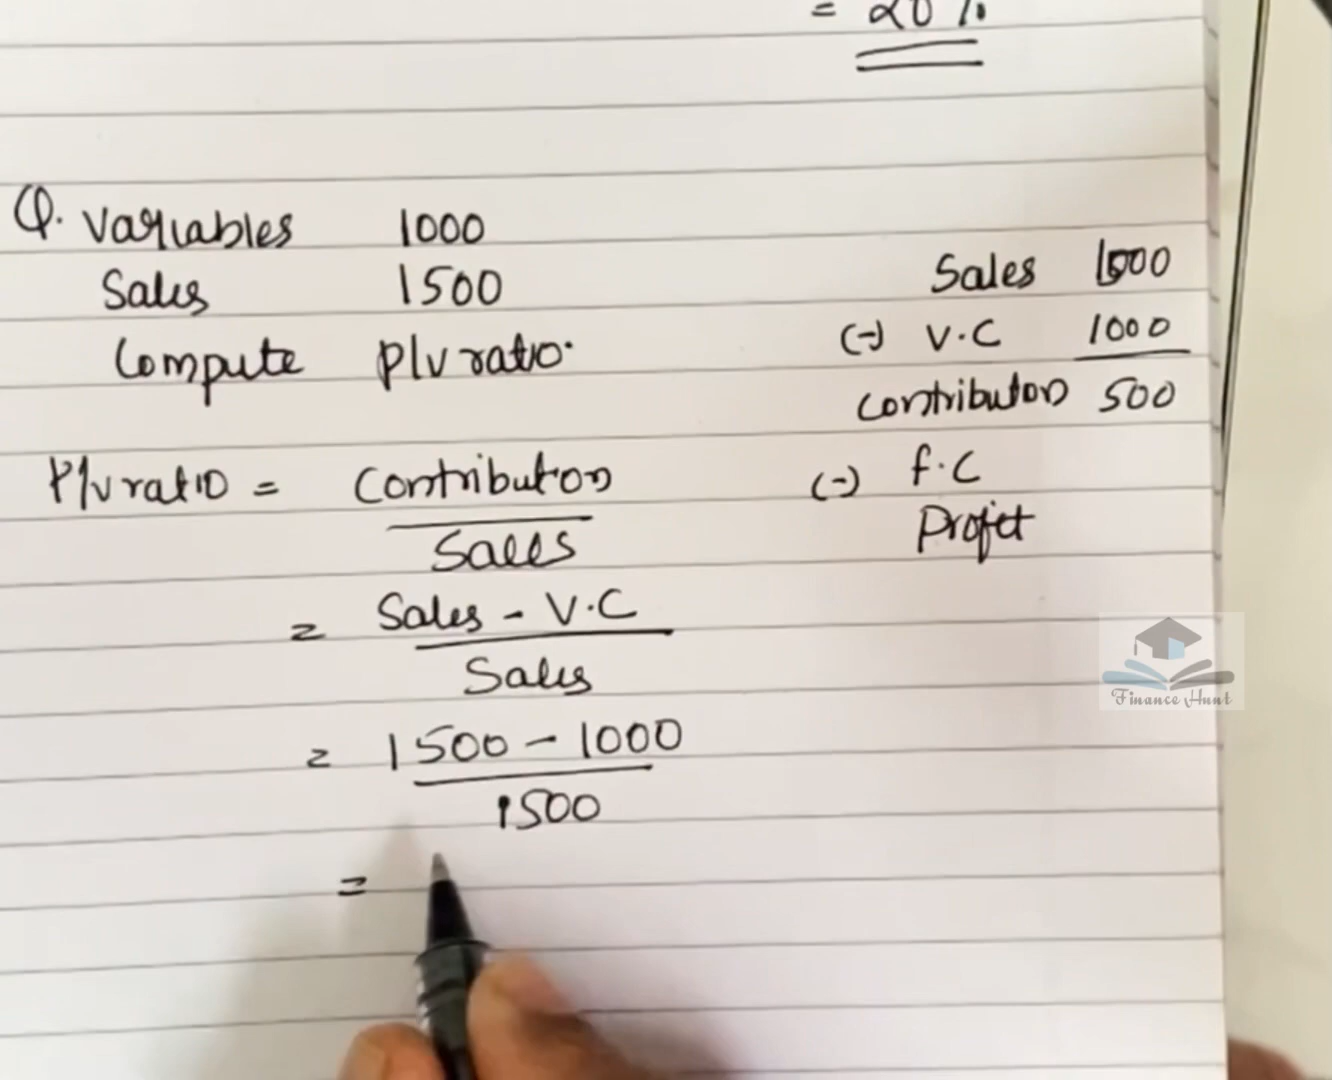 = 20%
Q. Variables 1000
Sales 1500
Compute P/v ratio.
Sales 1500
(-) V.C 1000
Contribution 500
(-) F.C
Profit
P/v ratio = Contribution
Sales
= Sales - V.C
Sales
= 1500 - 1000
1500
=
Finance Hunt